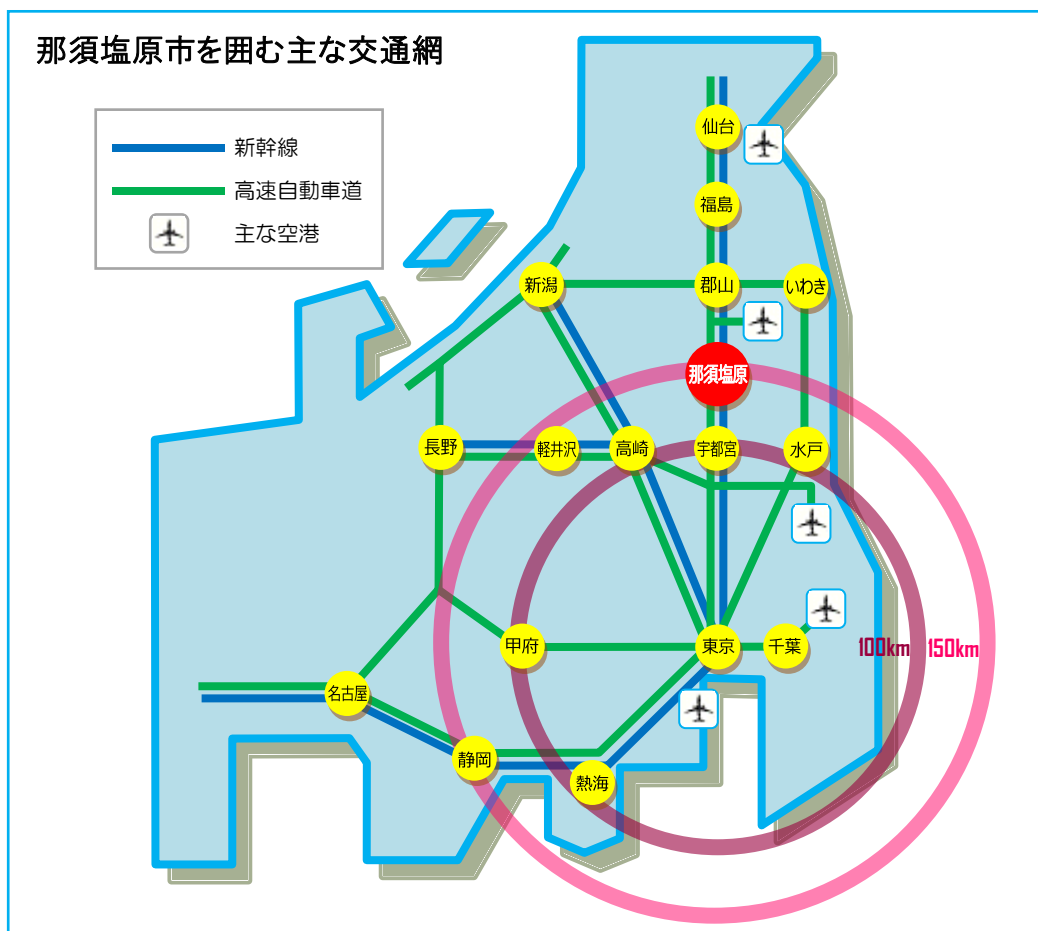 那須塩原市を囲む主な交通網
新幹線
高速自動車道
主な空港
仙台
福島
新潟
郡山
いわき
那須塩原
長野
軽井沢
高崎
宇都宮
水戸
甲府
東京
千葉
100km
150km
名古屋
静岡
熱海